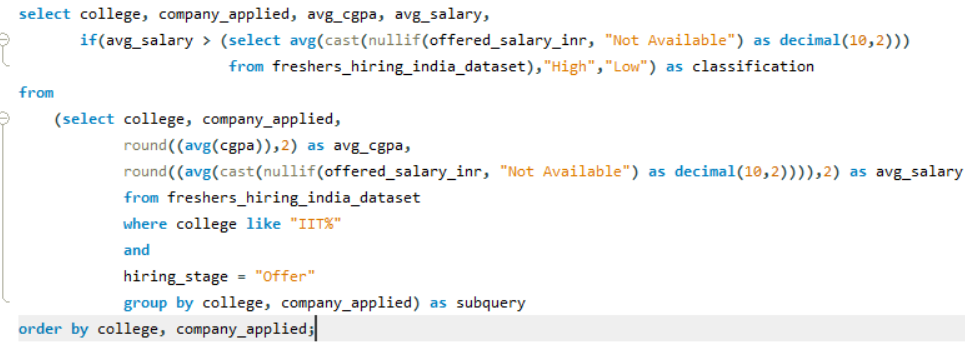 select college, company_applied, avg_cgpa, avg_salary,
if(avg_salary > (select avg(cast(nullif(offered_salary_inr, "Not Available") as decimal(10,2)))
from freshers_hiring_india_dataset),"High","Low") as classification
from
(select college, company_applied,
round((avg(cgpa)),2) as avg_cgpa,
round((avg(cast(nullif(offered_salary_inr, "Not Available") as decimal(10,2)))),2) as avg_salary
from freshers_hiring_india_dataset
where college like "IIT%"
and
hiring_stage = "Offer"
group by college, company_applied) as subquery
order by college, company_applied;